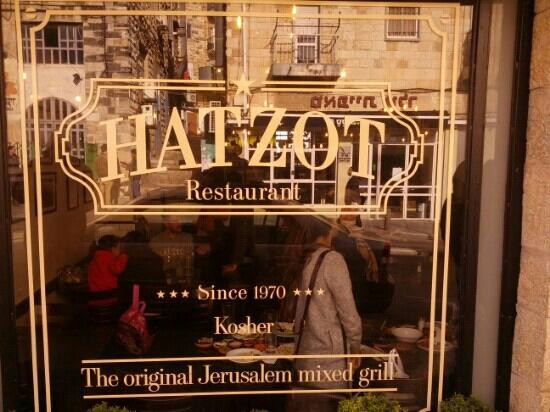 HATZOT
Restaurant
*** Since 1970 ***
Kosher
The original Jerusalem mixed grill